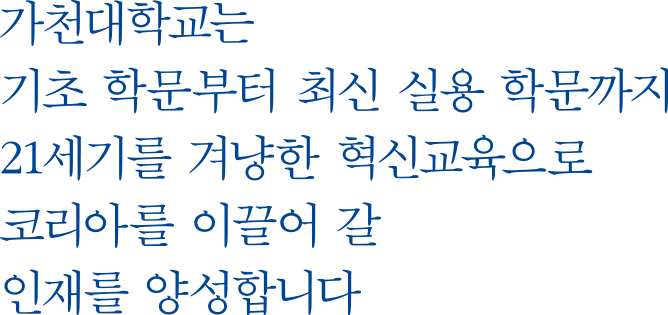 가천대학교는
기초 학문부터 최신 실용 학문까지
21세기를 겨냥한 혁신교육으로
코리아를 이끌어 갈
인재를 양성합니다